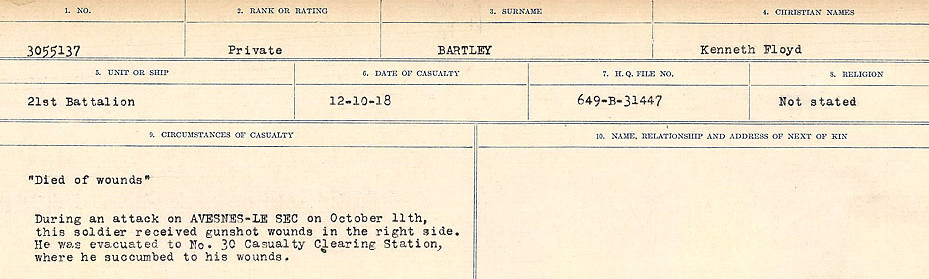 1. NO. 2. RANK OR RATING 3. SURNAME 4. CHRISTIAN NAMES
3055137 Private BARTLEY Kenneth Floyd
5. UNIT OR SHIP 6. DATE OF CASUALTY 7. H.Q. FILE NO. 8. RELIGION
21st Battalion 12-10-18 649-B-31447 Not stated
9. CIRCUMSTANCES OF CASUALTY 10. NAME, RELATIONSHIP AND ADDRESS OF NEXT OF KIN
"Died of wounds"
During an attack on AVESNES-LE SEC on October 11th,
this soldier received gunshot wounds in the right side.
He was evacuated to No. 30 Casualty Clearing Station,
where he succumbed to his wounds.